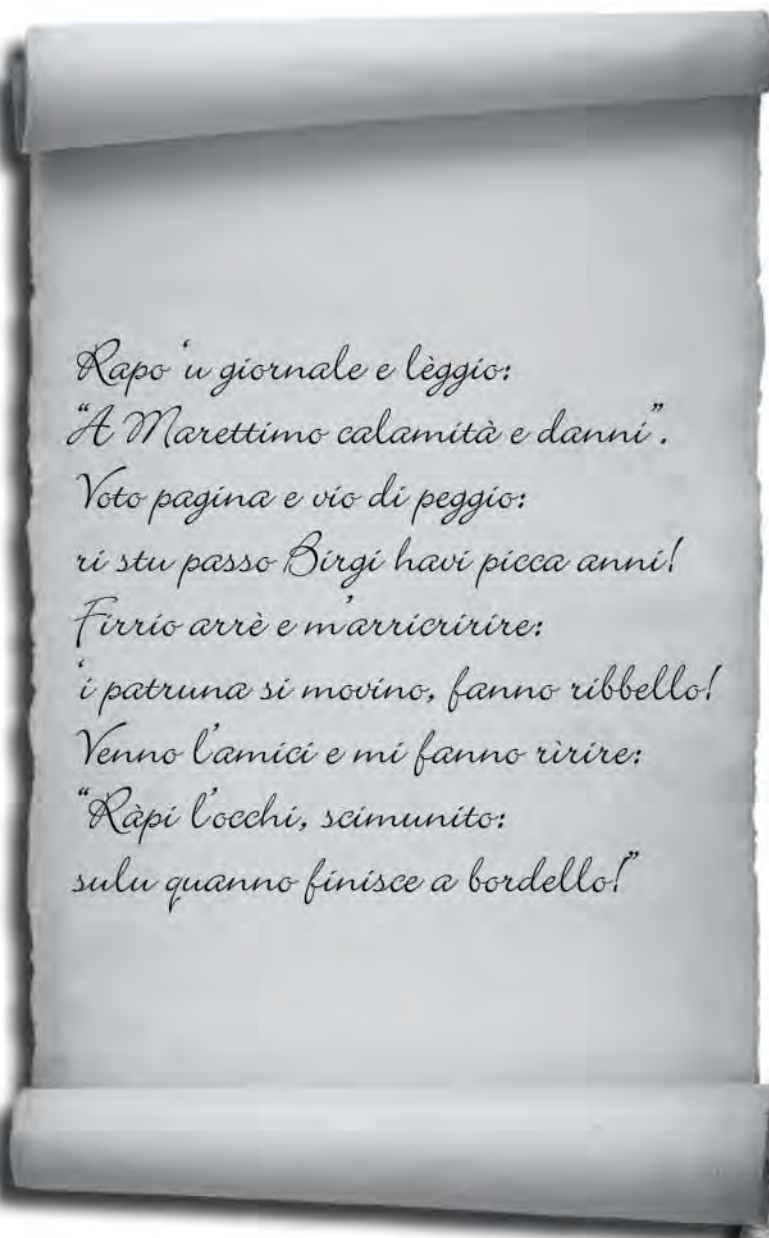 Rapo 'u giornale e lèggio:
"A Marettimo calamità e danni".
Voto pagina e vio di peggio:
ri stu passo Birgi havi picca anni!
Firrio arrè e m'arricririre:
'i patruna si movino, fanno ribbello!
Venno l'amici e mi fanno rìrire:
"Ràpi l'occhi, scimunito:
sulu quanno finisce a bordello!"